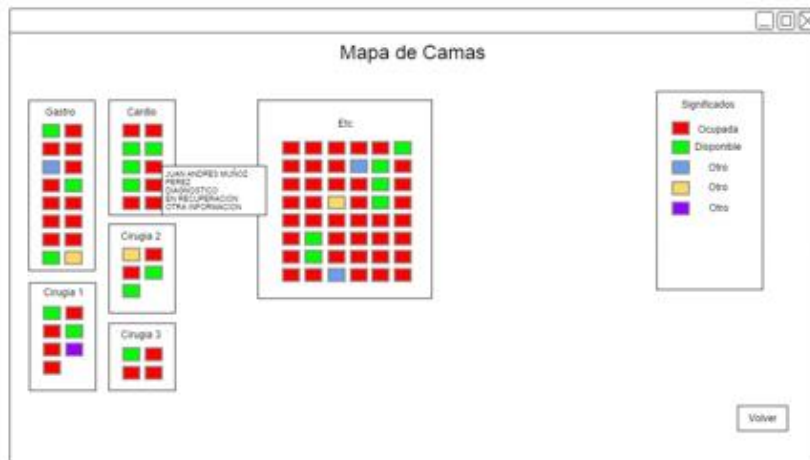 Mapa de Camas
Gastro
Cardio
JUAN ANDRES MUÑOZ
PEREZ
DIAGNOSTICO
EN RECUPERACION
OTRA INFORMACION
Cirugia 2
Cirugia 1
Cirugia 3
Etc
Significados
Ocupada
Disponible
Otro
Otro
Otro
Volver